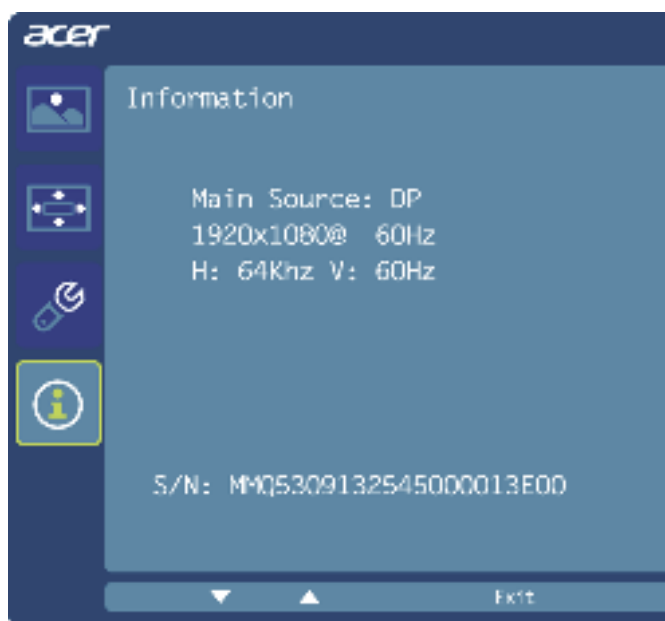 acer
Information
Main Source: DP
1920x1080@ 60Hz
H: 64Khz V: 60Hz
S/N: MMQ5309132545000013E00
Exit